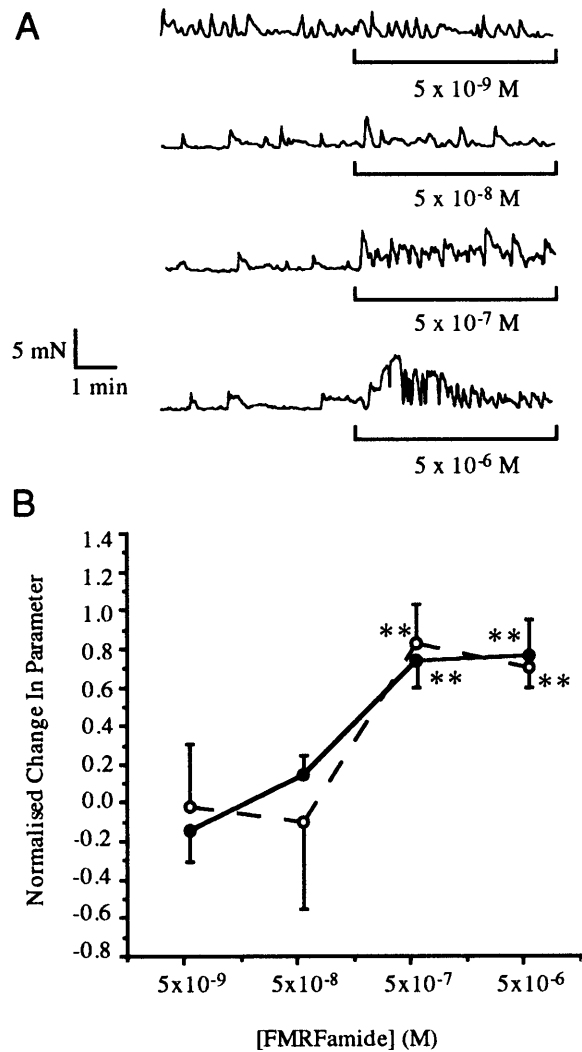 A
5 x 10-9 M
5 x 10-8 M
5 x 10-7 M
5 mN
1 min
5 x 10-6 M
B
Normalised Change In Parameter
1.4
1.2
1.0
0.8
0.6
0.4
0.2
0.0
-0.2
-0.4
-0.6
-0.8
**
**
**
**
5x10-9
5x10-8
5x10-7
5x10-6
[FMRFamide] (M)